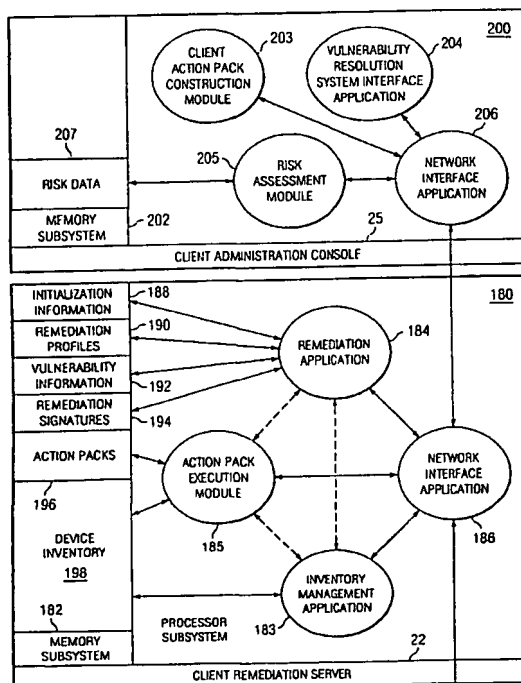 CLIENT
ACTION PACK
CONSTRUCTION
MODULE
203
VULNERABILITY
RESOLUTION
SYSTEM INTERFACE
APPLICATION
204
200
206
207
205
RISK
ASSESSMENT
MODULE
NETWORK
INTERFACE
APPLICATION
RISK DATA
MEMORY
SUBSYSTEM
202
25
CLIENT ADMINISTRATION CONSOLE
INITIALIZATION
INFORMATION
188
180
REMEDIATION
PROFILES
190
184
REMEDIATION
APPLICATION
VULNERABILITY
INFORMATION
192
REMEDIATION
SIGNATURES
194
ACTION PACKS
196
ACTION PACK
EXECUTION
MODULE
185
NETWORK
INTERFACE
APPLICATION
186
DEVICE
INVENTORY
198
182
INVENTORY
MANAGEMENT
APPLICATION
183
PROCESSOR
SUBSYSTEM
MEMORY
SUBSYSTEM
22
CLIENT REMEDIATION SERVER